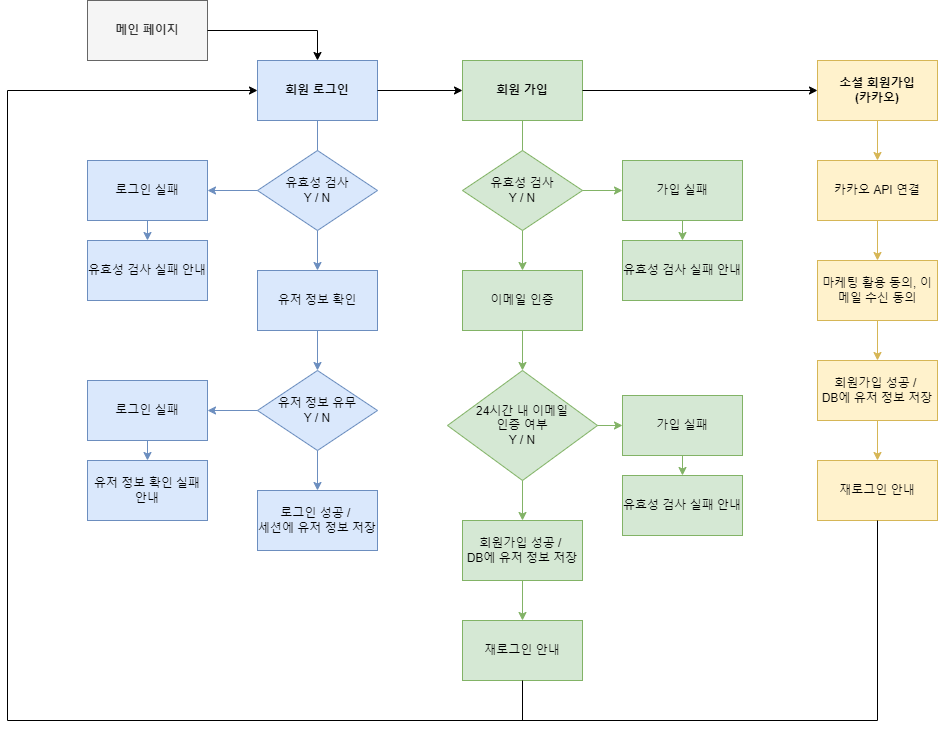 메인 페이지
회원 로그인
유효성 검사
Y / N
로그인 실패
유효성 검사 실패 안내
유저 정보 확인
유저 정보 유무
Y / N
로그인 실패
유저 정보 확인 실패
안내
로그인 성공 /
세션에 유저 정보 저장
회원 가입
유효성 검사
Y / N
가입 실패
유효성 검사 실패 안내
이메일 인증
24시간 내 이메일
인증 여부
Y / N
가입 실패
유효성 검사 실패 안내
회원가입 성공 /
DB에 유저 정보 저장
재로그인 안내
소셜 회원가입
(카카오)
카카오 API 연결
마케팅 활용 동의, 이
메일 수신 동의
회원가입 성공 /
DB에 유저 정보 저장
재로그인 안내